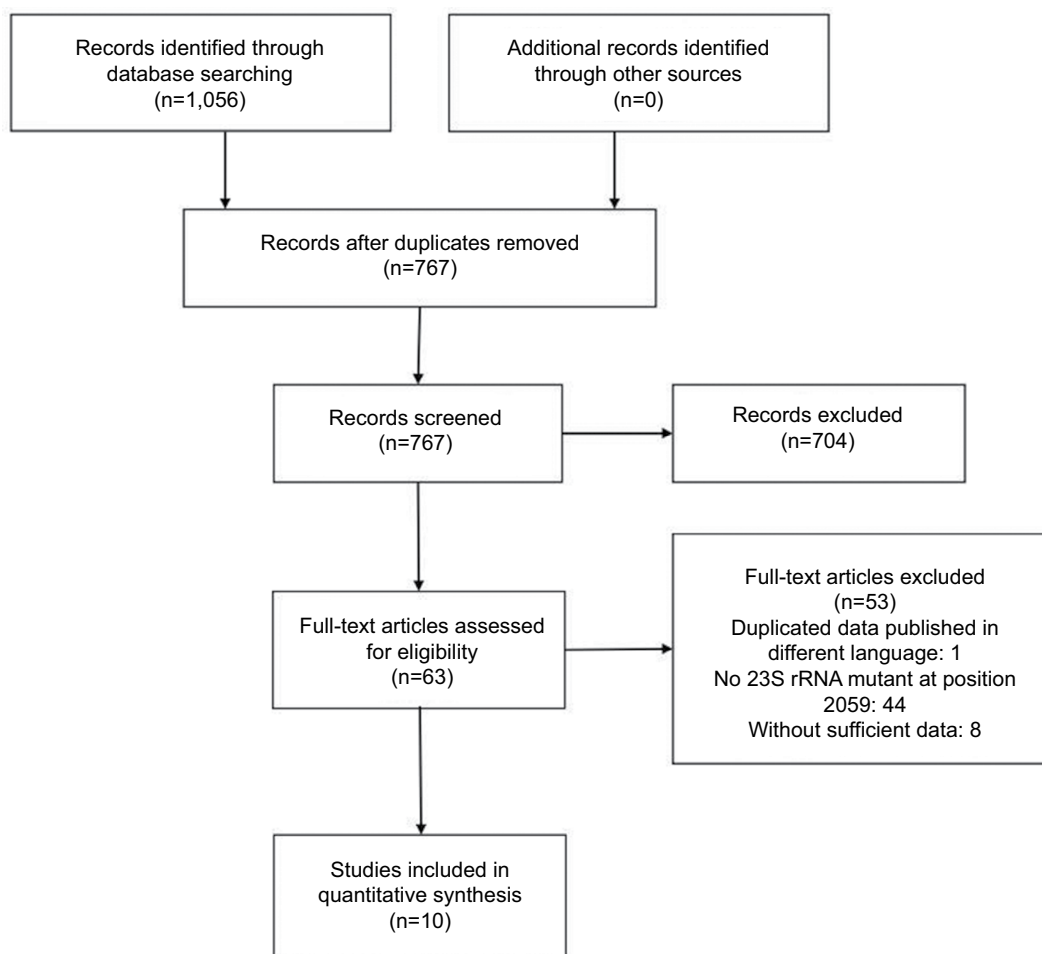 Records identified through
database searching
(n=1,056)
Additional records identified
through other sources
(n=0)
Records after duplicates removed
(n=767)
Records screened
(n=767)
Records excluded
(n=704)
Full-text articles assessed
for eligibility
(n=63)
Full-text articles excluded
(n=53)
Duplicated data published in
different language: 1
No 23S rRNA mutant at position
2059: 44
Without sufficient data: 8
Studies included in
quantitative synthesis
(n=10)